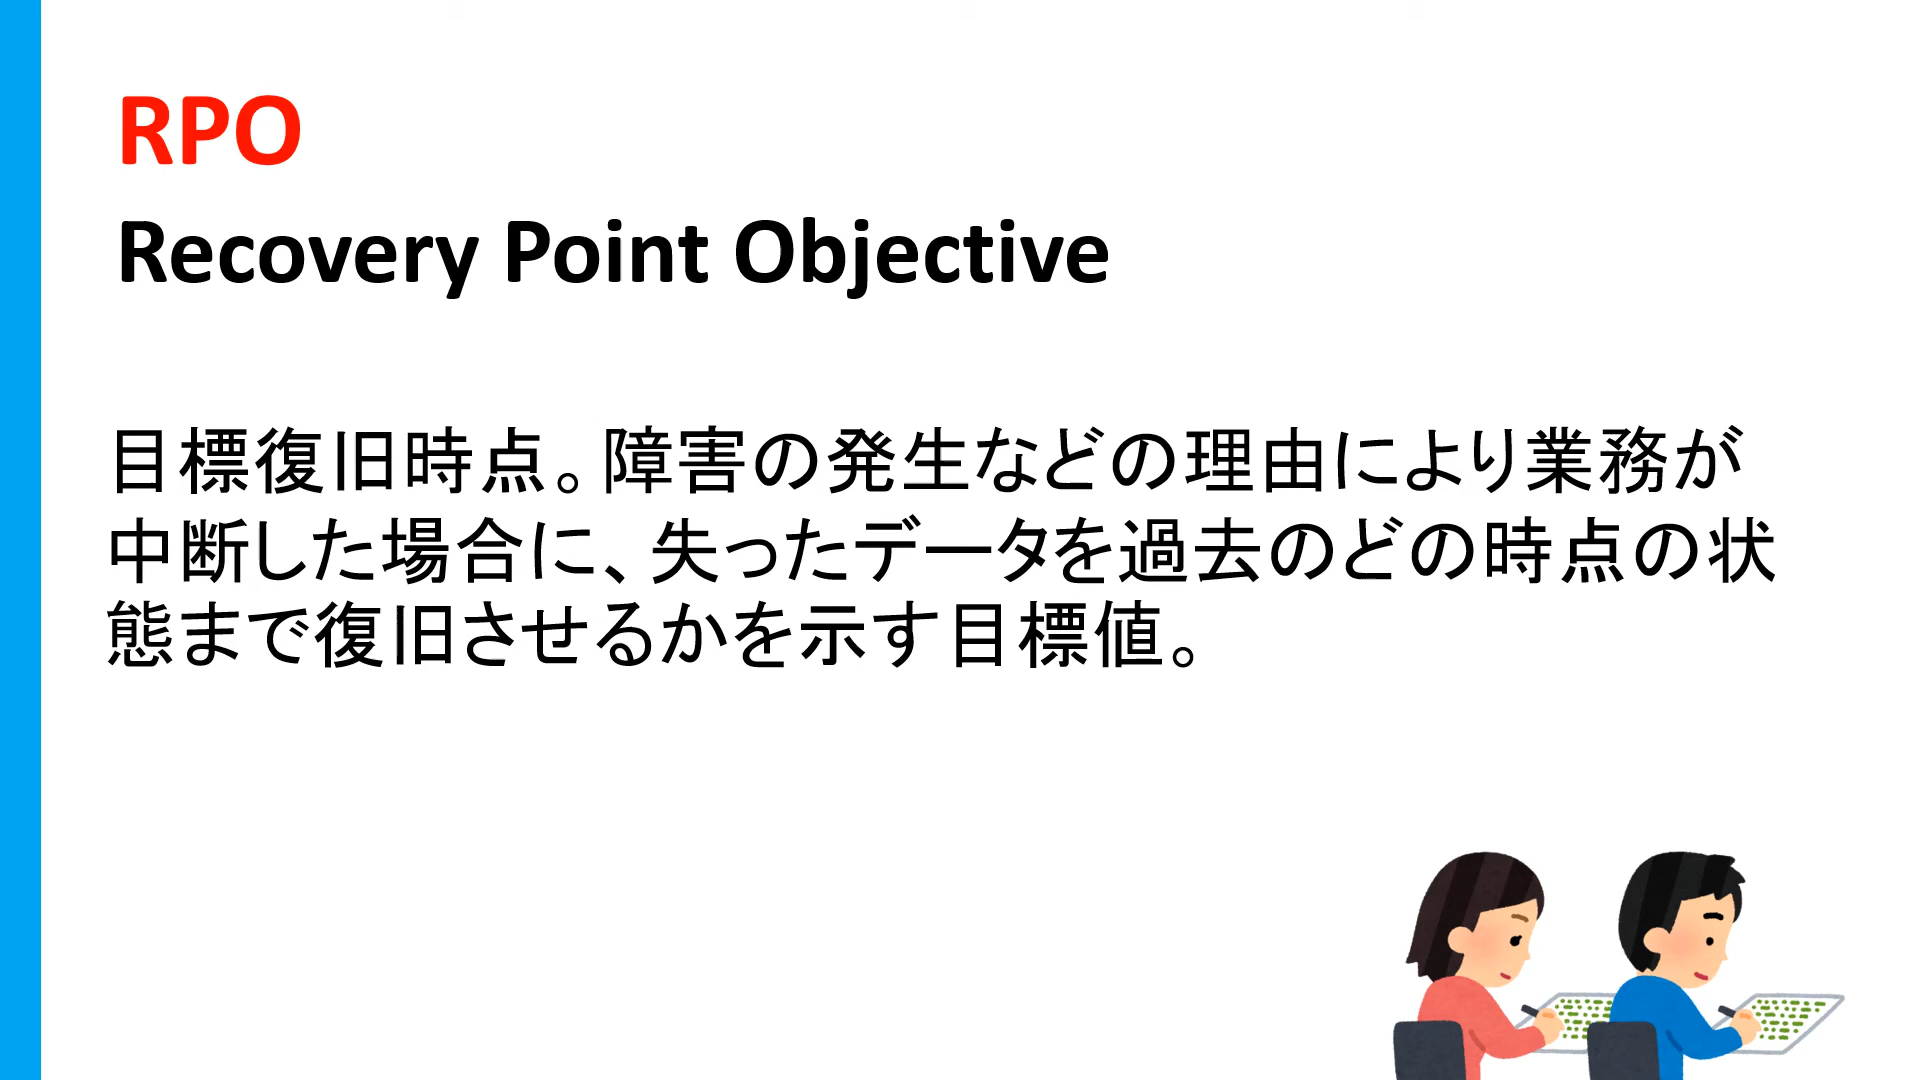 RPO
Recovery Point Objective
目標復旧時点。障害の発生などの理由により業務が
中断した場合に、失ったデータを過去のどの時点の状
態まで復旧させるかを示す目標値。